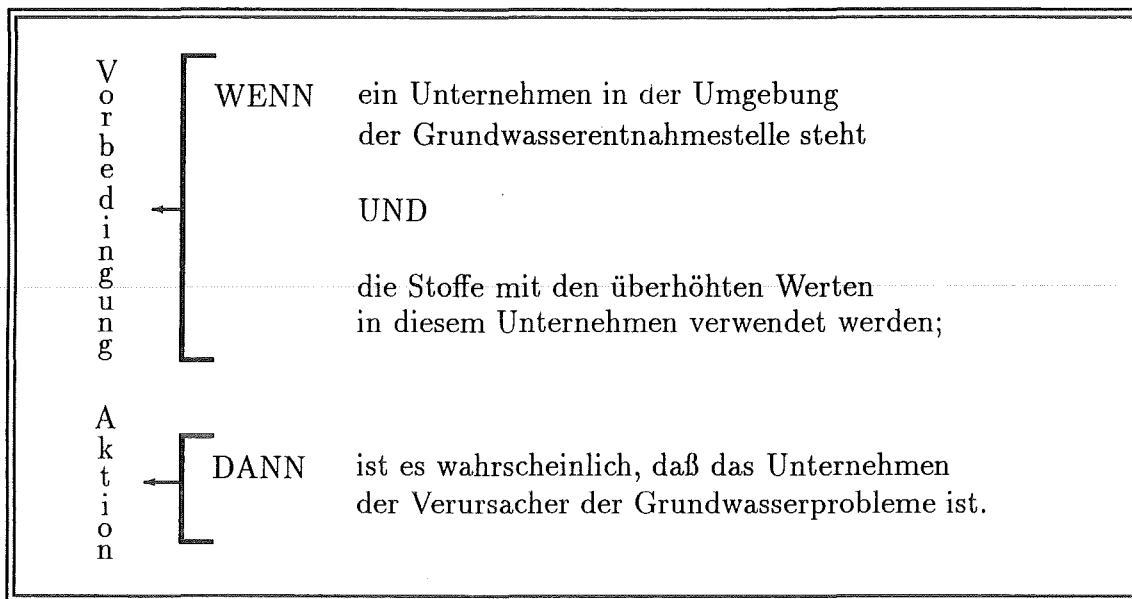 Vorbedingung
WENN ein Unternehmen in der Umgebung
der Grundwasserentnahmestelle steht
UND
die Stoffe mit den überhöhten Werten
in diesem Unternehmen verwendet werden;
Aktion
DANN ist es wahrscheinlich, daß das Unternehmen
der Verursacher der Grundwasserprobleme ist.